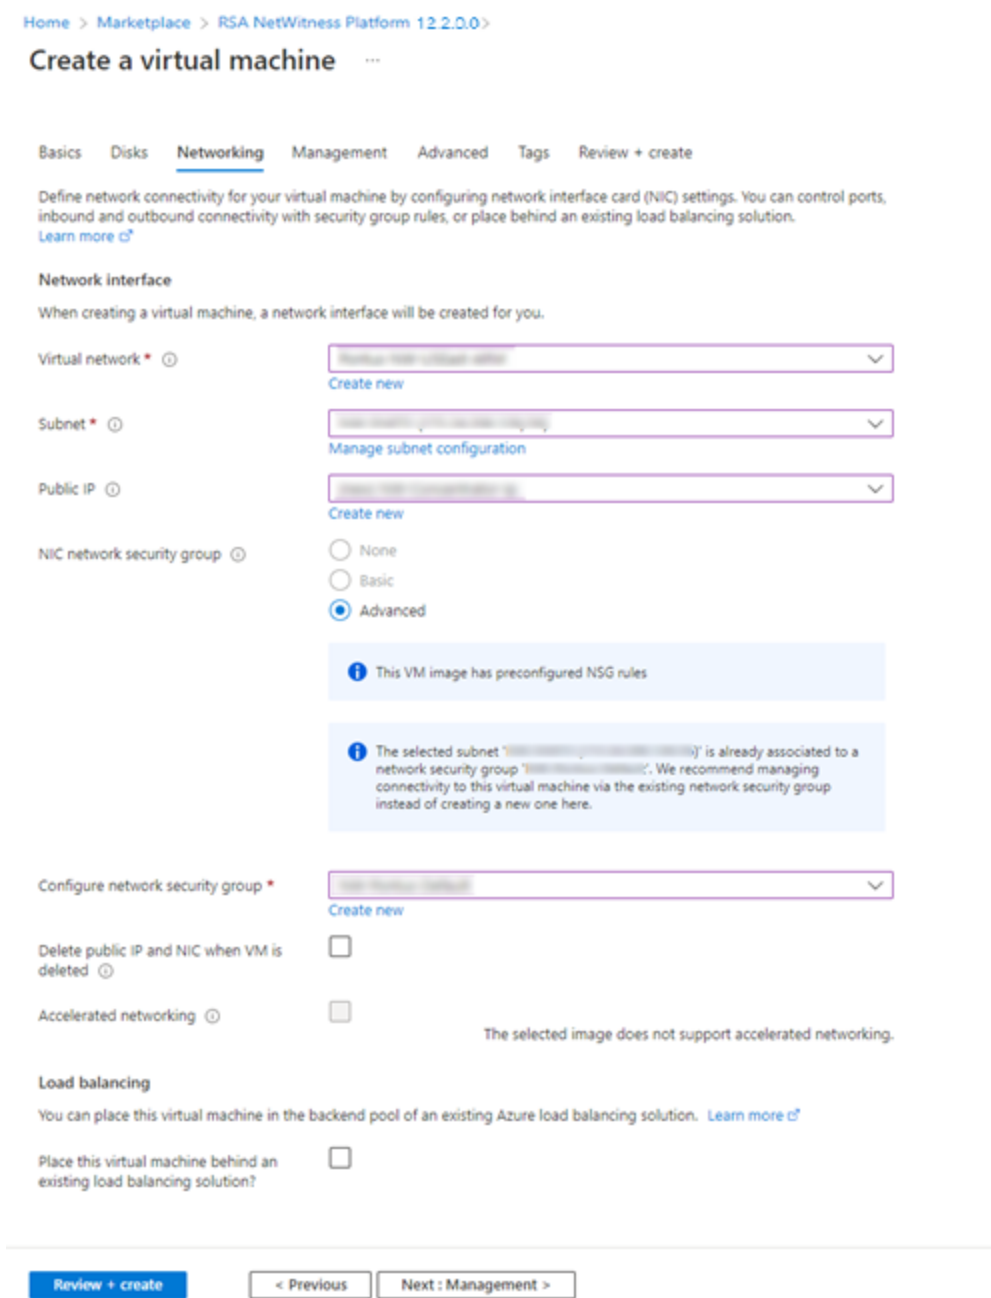 Home > Marketplace > RSA NetWitness Platform 12.2.0.0>
Create a virtual machine ...
Basics Disks Networking Management Advanced Tags Review + create
Define network connectivity for your virtual machine by configuring network interface card (NIC) settings. You can control ports,
inbound and outbound connectivity with security group rules, or place behind an existing load balancing solution.
Learn more
Network interface
When creating a virtual machine, a network interface will be created for you.
Virtual network *
Create new
Subnet *
Manage subnet configuration
Public IP
Create new
NIC network security group
None
Basic
Advanced
This VM image has preconfigured NSG rules
The selected subnet ' )' is already associated to a
network security group ' '. We recommend managing
connectivity to this virtual machine via the existing network security group
instead of creating a new one here.
Configure network security group *
Create new
Delete public IP and NIC when VM is
deleted
Accelerated networking
The selected image does not support accelerated networking.
Load balancing
You can place this virtual machine in the backend pool of an existing Azure load balancing solution. Learn more
Place this virtual machine behind an
existing load balancing solution?
Review + create < Previous Next : Management >